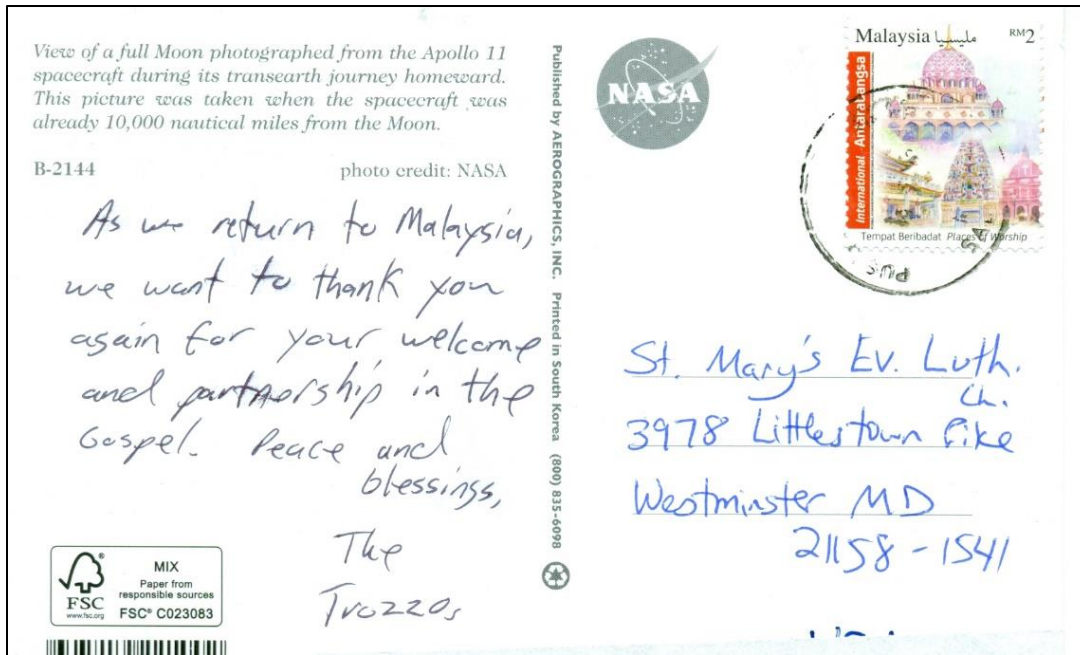 View of a full Moon photographed from the Apollo 11
spacecraft during its transearth journey homeward.
This picture was taken when the spacecraft was
already 10,000 nautical miles from the Moon.
B-2144
photo credit: NASA
As we return to Malaysia,
we want to thank you
again for your welcome
and partnership in the
Gospel. Peace and
blessings,
The
Trozzos
MIX
Paper from
responsible sources
FSC® C023083
FSC
www.fsc.org
Published by AEROGRAPHICS, INC. Printed in South Korea (800) 835-6098
NASA
Malaysia مليسيا RM2
International Antarabangsa
Tempat Beribadat Places of Worship
St. Mary's Ev. Luth.
Ch.
3978 Littlestown Pike
Westminster MD
21158-1541